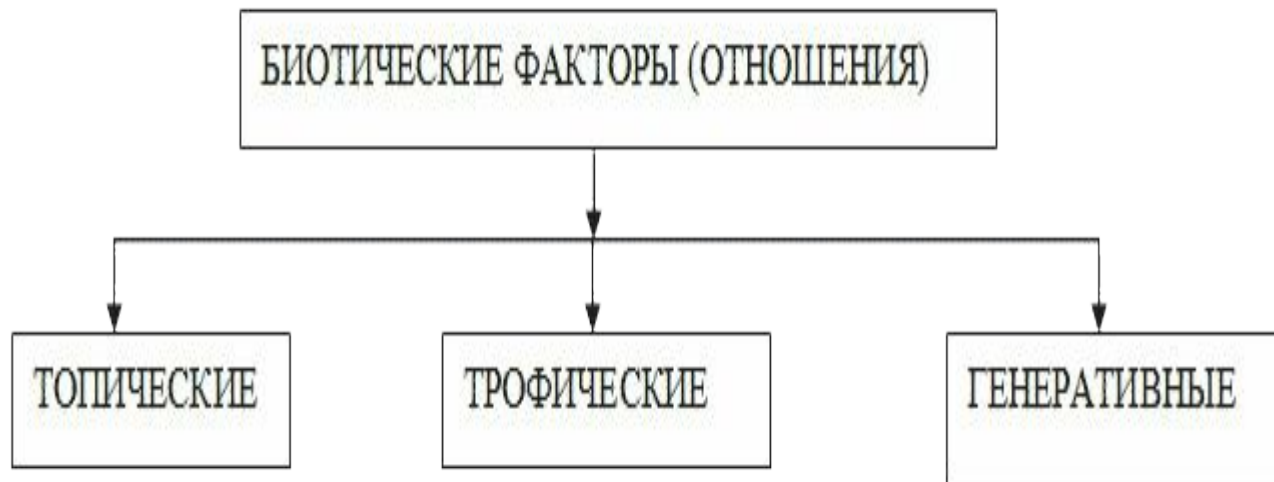 БИОТИЧЕСКИЕ ФАКТОРЫ (ОТНОШЕНИЯ)
ТОПИЧЕСКИЕ
ТРОФИЧЕСКИЕ
ГЕНЕРАТИВНЫЕ